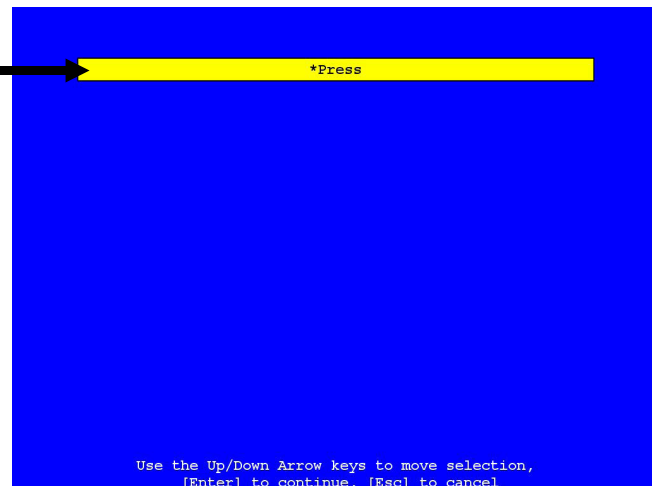 *Press
Use the Up/Down Arrow keys to move selection,
[Enter] to continue, [Esc] to cancel